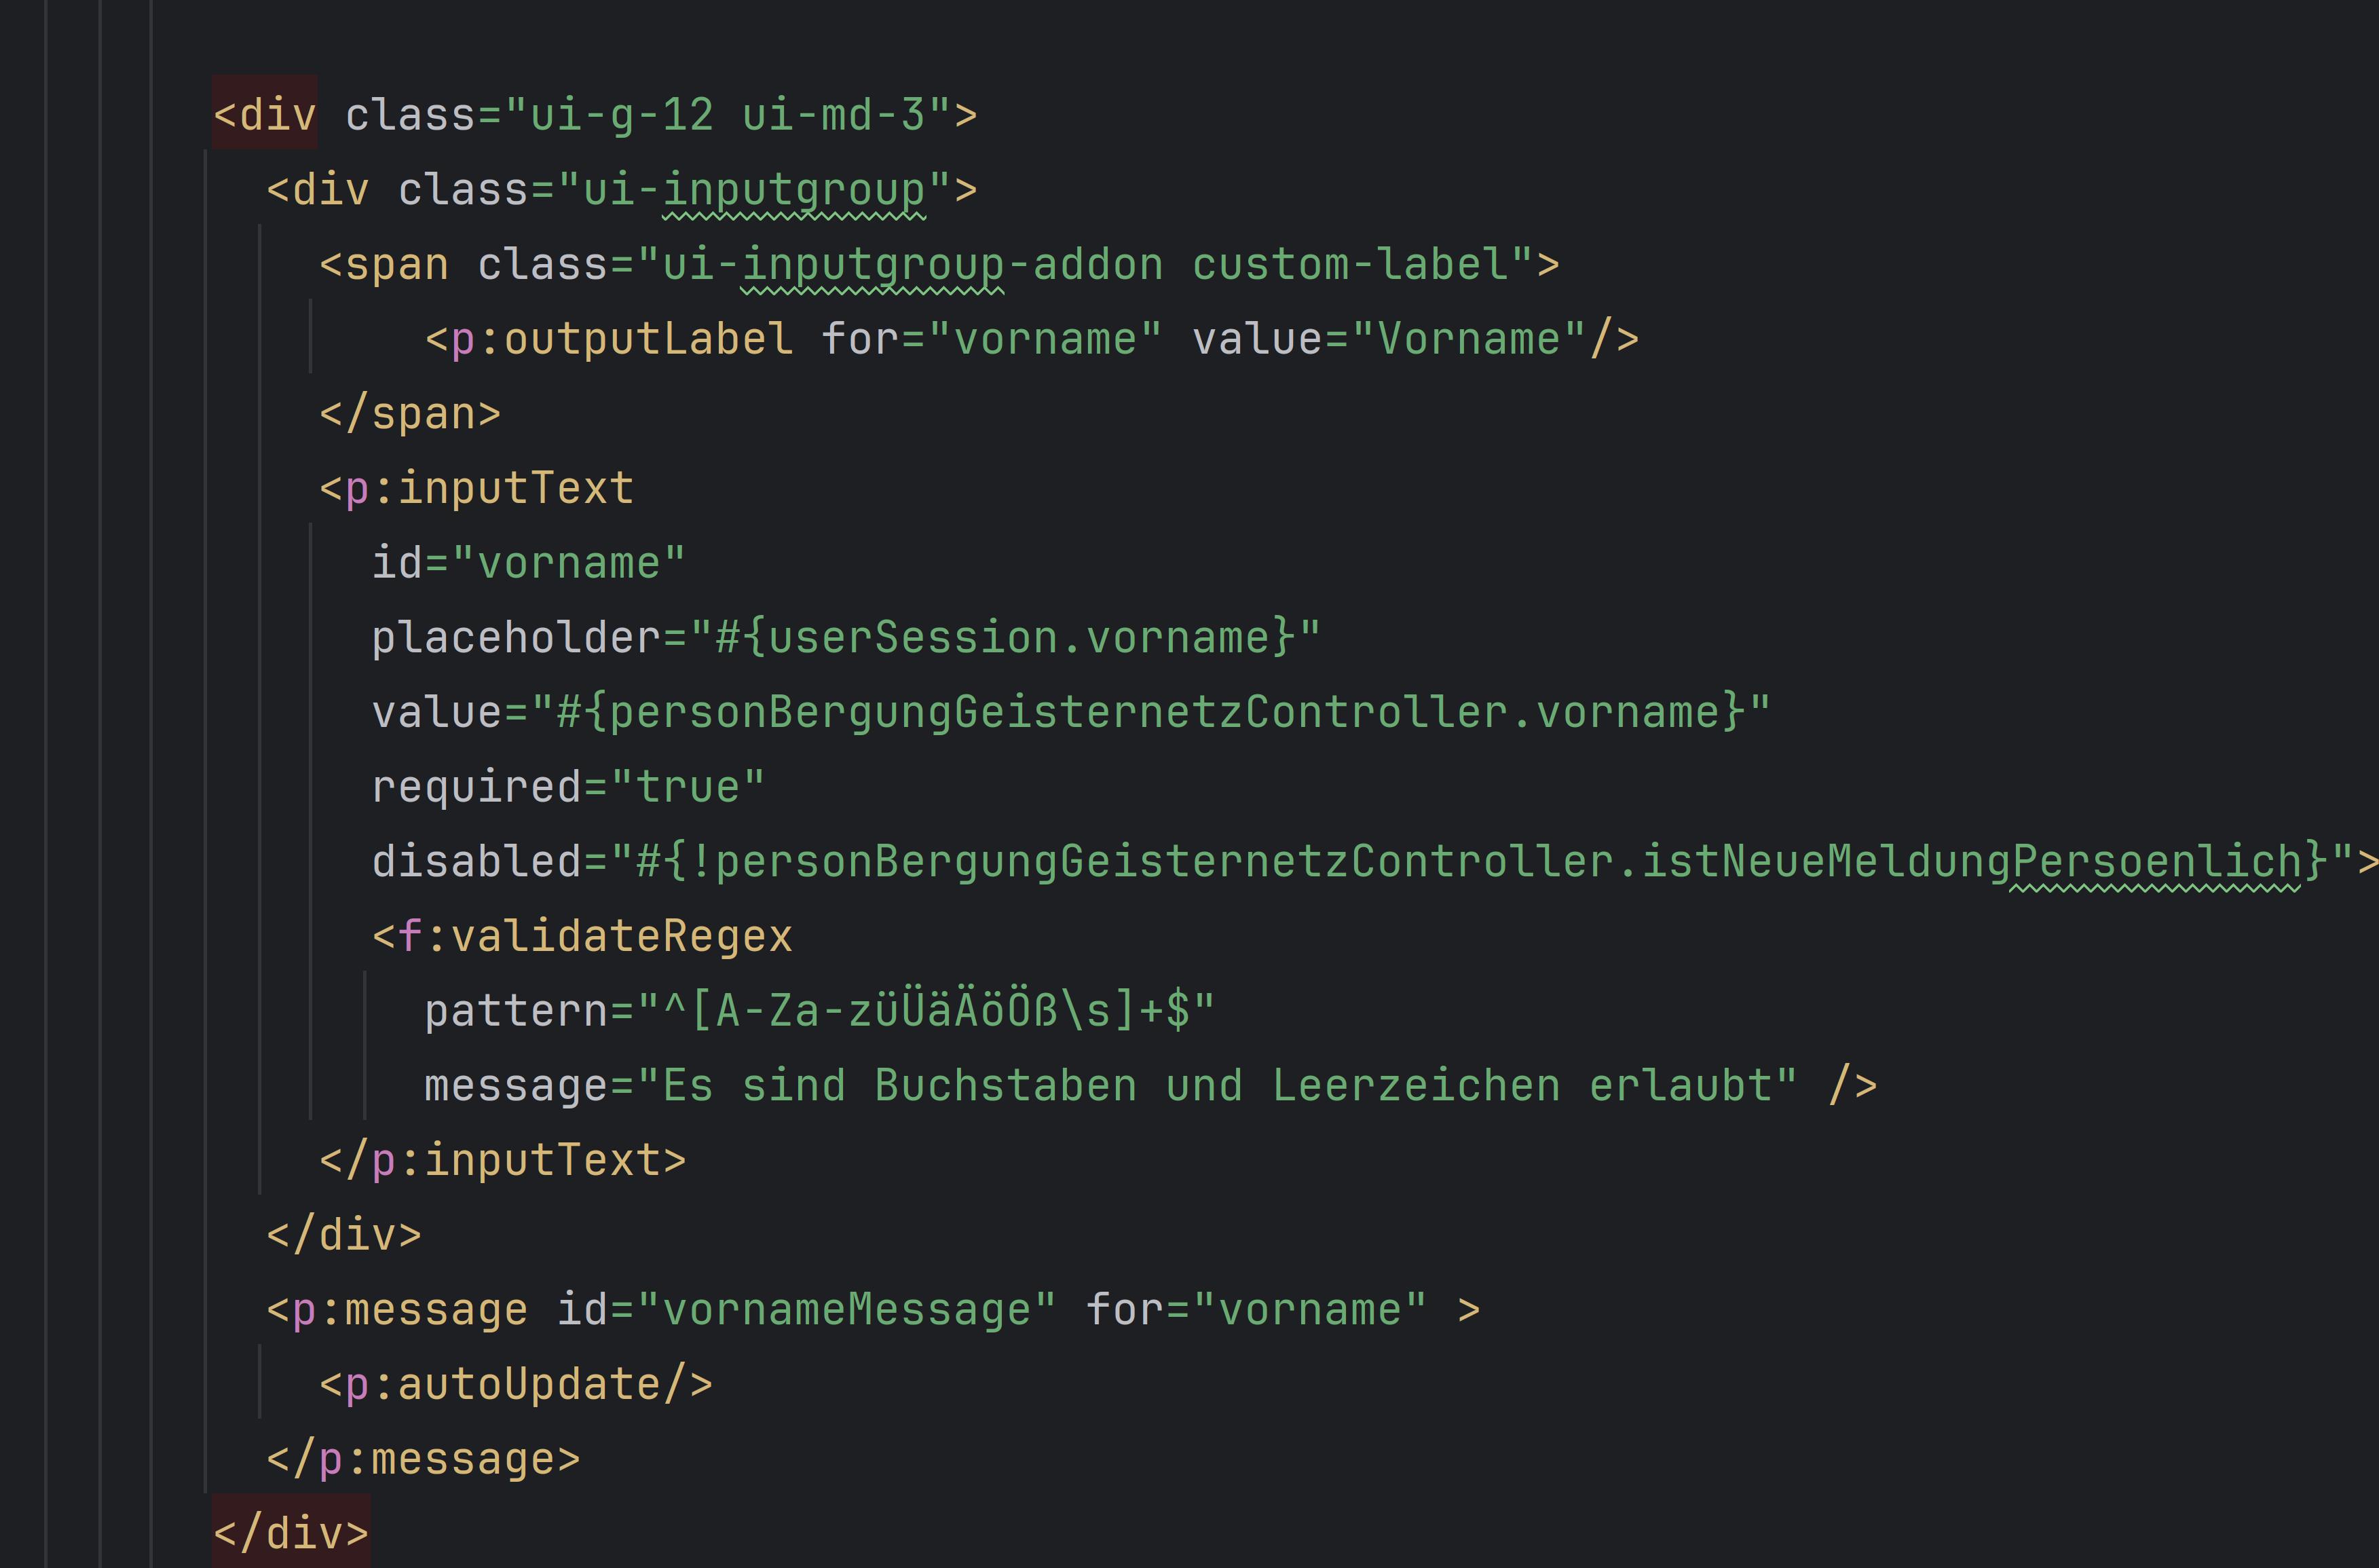 <div class="ui-g-12 ui-md-3">
<div class="ui-inputgroup">
<span class="ui-inputgroup-addon custom-label">
<p:outputLabel for="vorname" value="Vorname"/>
</span>
<p:inputText
id="vorname"
placeholder="#{userSession.vorname}"
value="#{personBergungGeisternetzController.vorname}"
required="true"
disabled="#{!personBergungGeisternetzController.istNeueMeldungPersoenlich}">
<f:validateRegex
pattern="^[A-Za-züÜäÄöÖß\s]+$"
message="Es sind Buchstaben und Leerzeichen erlaubt" />
</p:inputText>
</div>
<p:message id="vornameMessage" for="vorname" >
<p:autoUpdate/>
</p:message>
</div>